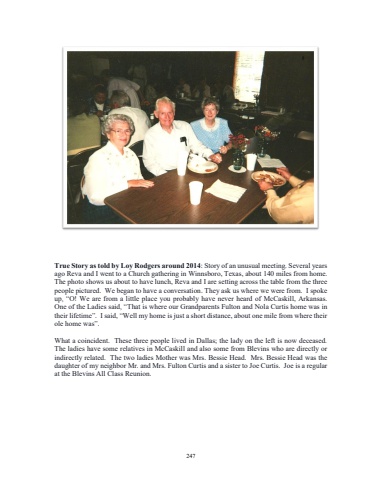 True Story as told by Loy Rodgers around 2014: Story of an unusual meeting. Several years
ago Reva and I went to a Church gathering in Winnsboro, Texas, about 140 miles from home.
The photo shows us about to have lunch, Reva and I are setting across the table from the three
people pictured. We began to have a conversation. They ask us where we were from. I spoke
up, “O! We are from a little place you probably have never heard of McCaskill, Arkansas.
One of the Ladies said, “That is where our Grandparents Fulton and Nola Curtis home was in
their lifetime”. I said, “Well my home is just a short distance, about one mile from where their
ole home was”.
What a coincident. These three people lived in Dallas; the lady on the left is now deceased.
The ladies have some relatives in McCaskill and also some from Blevins who are directly or
indirectly related. The two ladies Mother was Mrs. Bessie Head. Mrs. Bessie Head was the
daughter of my neighbor Mr. and Mrs. Fulton Curtis and a sister to Joe Curtis. Joe is a regular
at the Blevins All Class Reunion.
247